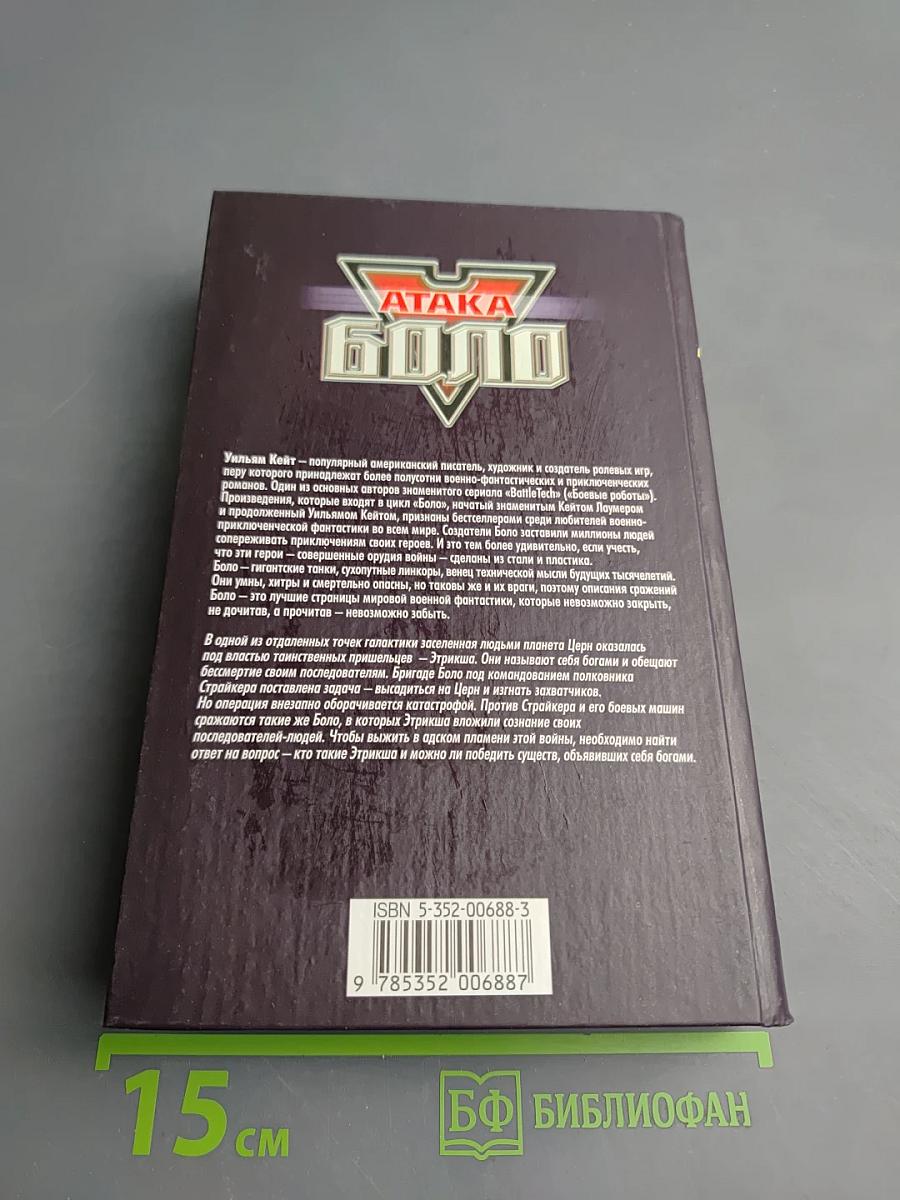 АТАКА
БОЛО
Уильям Кейт – популярный американский писатель, художник и создатель ролевых игр,
перу которого принадлежат более полусотни военно-фантастических и приключенческих
романов. Один из основных авторов знаменитого сериала «BattleTech» («Боевые роботы»).
Произведения, которые входят в цикл «Боло», начатый знаменитым Кейтом Лаумером
и продолженный Уильямом Кейтом, признаны бестселлерами среди любителей военно-
приключенческой фантастики во всем мире. Создатели Боло заставили миллионы людей
сопереживать приключениям своих героев. И это тем более удивительно, если учесть,
что эти герои – совершенные орудия войны – сделаны из стали и пластика.
Боло – гигантские танки, сухопутные линкоры, венец технической мысли будущих тысячелетий.
Они умны, хитры и смертельно опасны, но таковы же и их враги, поэтому описания сражений
Боло – это лучшие страницы мировой военной фантастики, которые невозможно закрыть,
не дочитав, а прочитав – невозможно забыть.
В одной из отдаленных точек галактики заселенная людьми планета Церн оказалась
под властью таинственных пришельцев – Этрикша. Они называют себя богами и обещают
бессмертие своим последователям. Бригаде Боло под командованием полковника
Страйкера поставлена задача – высадиться на Церн и изгнать захватчиков.
Но операция внезапно оборачивается катастрофой. Против Страйкера и его боевых машин
сражаются такие же Боло, в которых Этрикша вложили сознание своих
последователей-людей. Чтобы выжить в адском пламени этой войны, необходимо найти
ответ на вопрос – кто такие Этрикша и можно ли победить существ, объявивших себя богами.
ISBN 5-352-00688-3
9 785352 006887
15 см
БФ БИБЛИОФАН